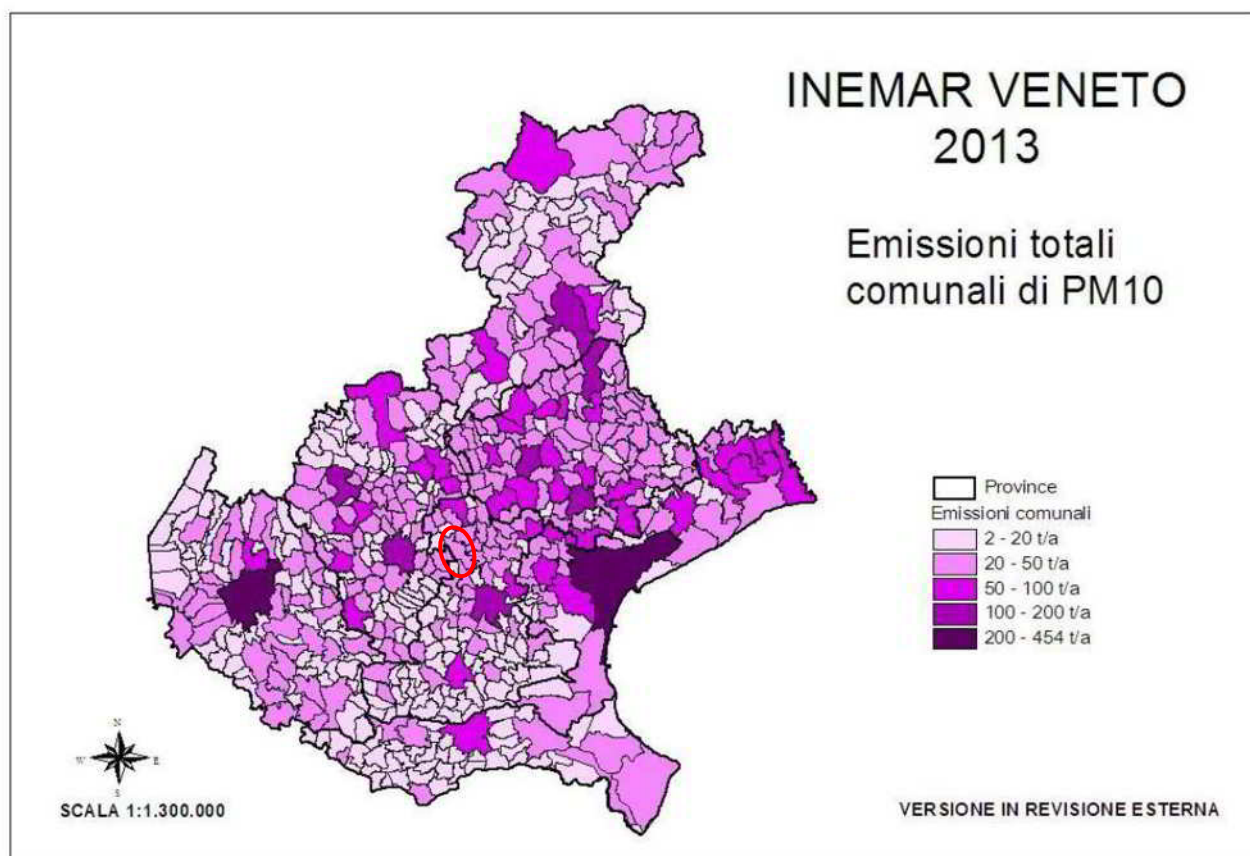 INEMAR VENETO
2013
Emissioni totali
comunali di PM10
Province
Emissioni comunali
2 - 20 t/a
20 - 50 t/a
50 - 100 t/a
100 - 200 t/a
200 - 454 t/a
N
W
E
S
SCALA 1:1.300.000
VERSIONE IN REVISIONE ESTERNA